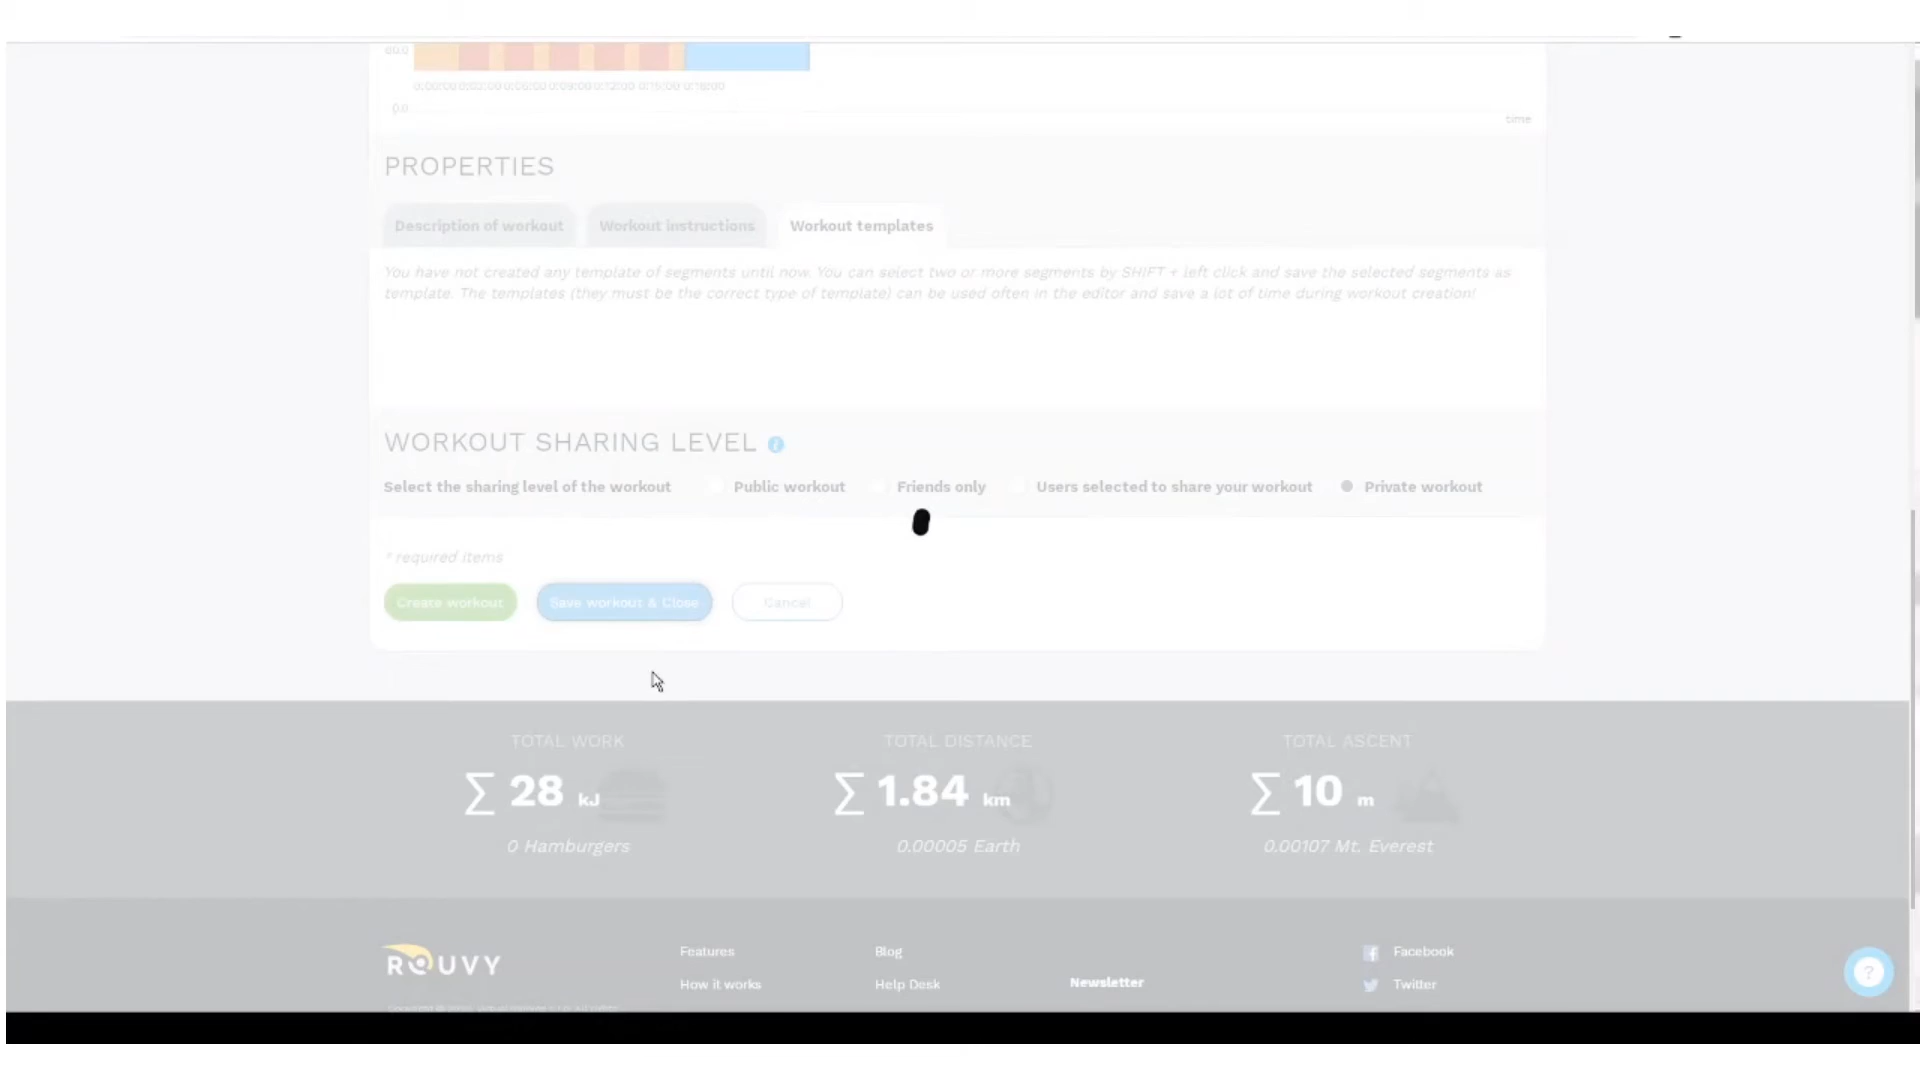 0.0
time
PROPERTIES
Description of workout Workout instructions Workout templates
You have not created any template of segments until now. You can select two or more segments by SHIFT + left click and save the selected segments as
template. The templates (they must be the correct type of template) can be used often in the editor and save a lot of time during workout creation!
WORKOUT SHARING LEVEL i
Select the sharing level of the workout Public workout Friends only Users selected to share your workout Private workout
* required items
Create workout Save workout & Close Cancel
TOTAL WORK TOTAL DISTANCE TOTAL ASCENT
∑ 28 kJ ∑ 1.84 km ∑ 10 m
0 Hamburgers 0.00005 Earth 0.00107 Mt. Everest
ROUVY
Features Blog Facebook
How it works Help Desk Newsletter Twitter
?